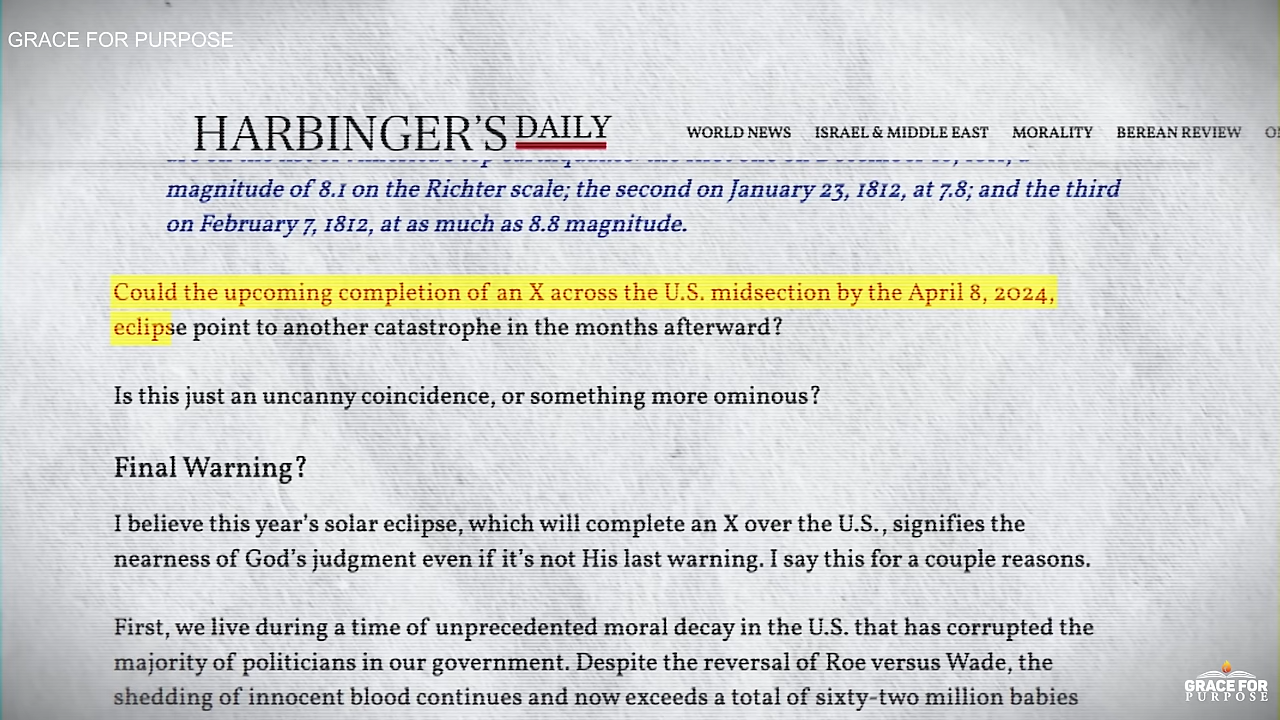 GRACE FOR PURPOSE
HARBINGER'S DAILY
WORLD NEWS ISRAEL & MIDDLE EAST MORALITY BEREAN REVIEW
magnitude of 8.1 on the Richter scale; the second on January 23, 1812, at 7.8; and the third
on February 7, 1812, at as much as 8.8 magnitude.
Could the upcoming completion of an X across the U.S. midsection by the April 8, 2024,
eclipse point to another catastrophe in the months afterward?
Is this just an uncanny coincidence, or something more ominous?
Final Warning?
I believe this year's solar eclipse, which will complete an X over the U.S., signifies the
nearness of God's judgment even if it's not His last warning. I say this for a couple reasons.
First, we live during a time of unprecedented moral decay in the U.S. that has corrupted the
majority of politicians in our government. Despite the reversal of Roe versus Wade, the
shedding of innocent blood continues and now exceeds a total of sixty-two million babies
GRACE FOR
PURPOSE